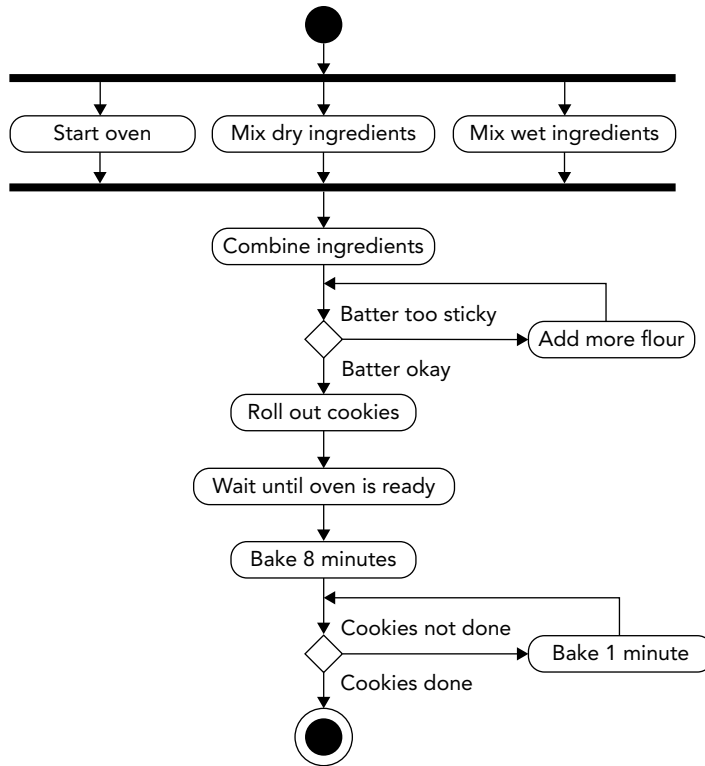 Start oven
Mix dry ingredients
Mix wet ingredients
Combine ingredients
Batter too sticky
Add more flour
Batter okay
Roll out cookies
Wait until oven is ready
Bake 8 minutes
Cookies not done
Bake 1 minute
Cookies done